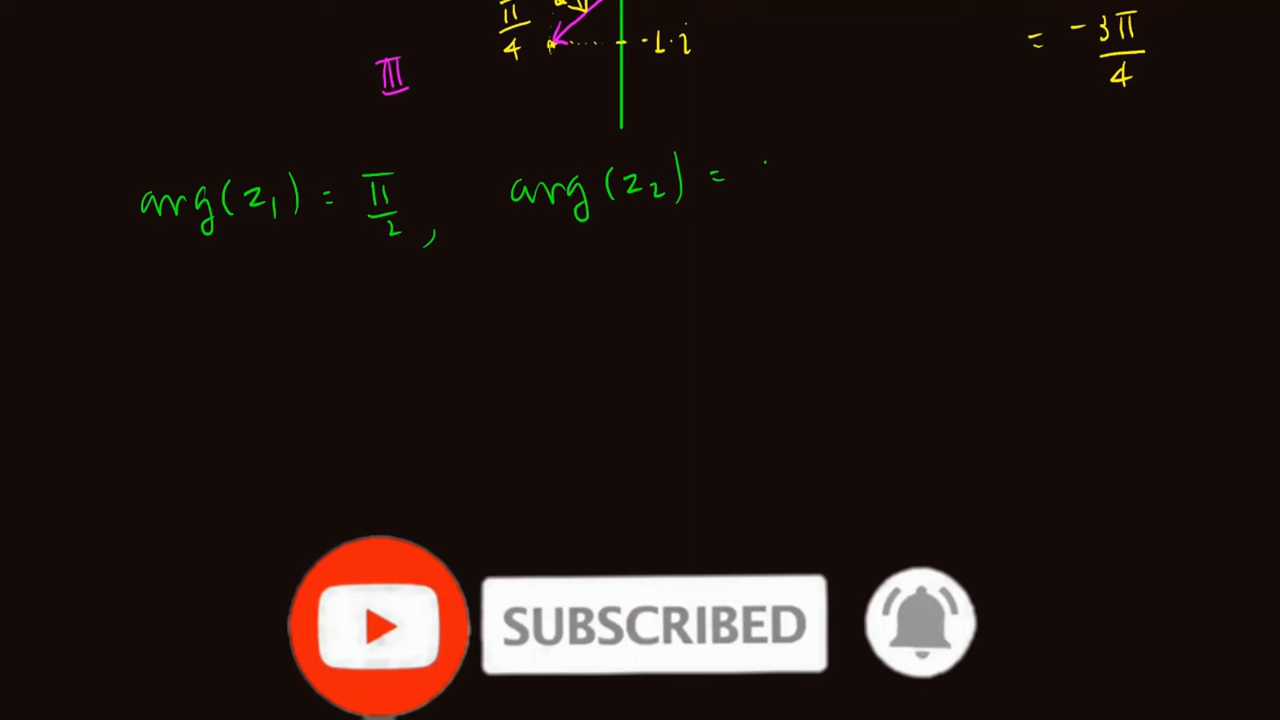 π/4
-1·i
= -3π/4
III
arg(z₁) = π/2 , arg(z₂) =
SUBSCRIBED